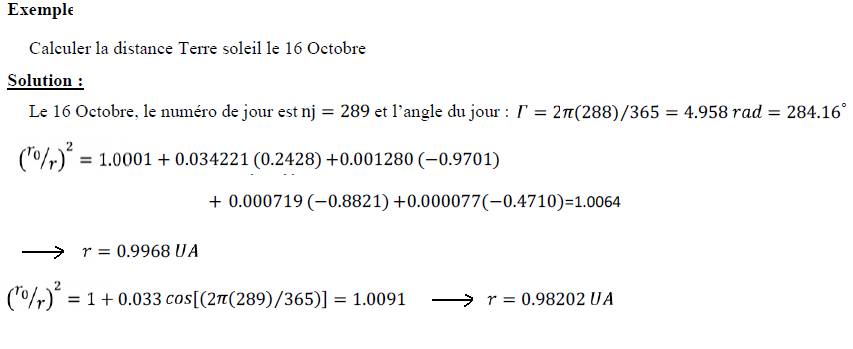 Exemple
Calculer la distance Terre soleil le 16 Octobre
Solution :
Le 16 Octobre, le numéro de jour est nj = 289 et l'angle du jour : Γ = 2π(288)/365 = 4.958 rad = 284.16°
(r₀/r)² = 1.0001 + 0.034221 (0.2428) +0.001280 (−0.9701)
+ 0.000719 (−0.8821) +0.000077(−0.4710)=1.0064
⟶ r = 0.9968 UA
(r₀/r)² = 1 + 0.033 cos[(2π(289)/365)] = 1.0091 ⟶ r = 0.98202 UA